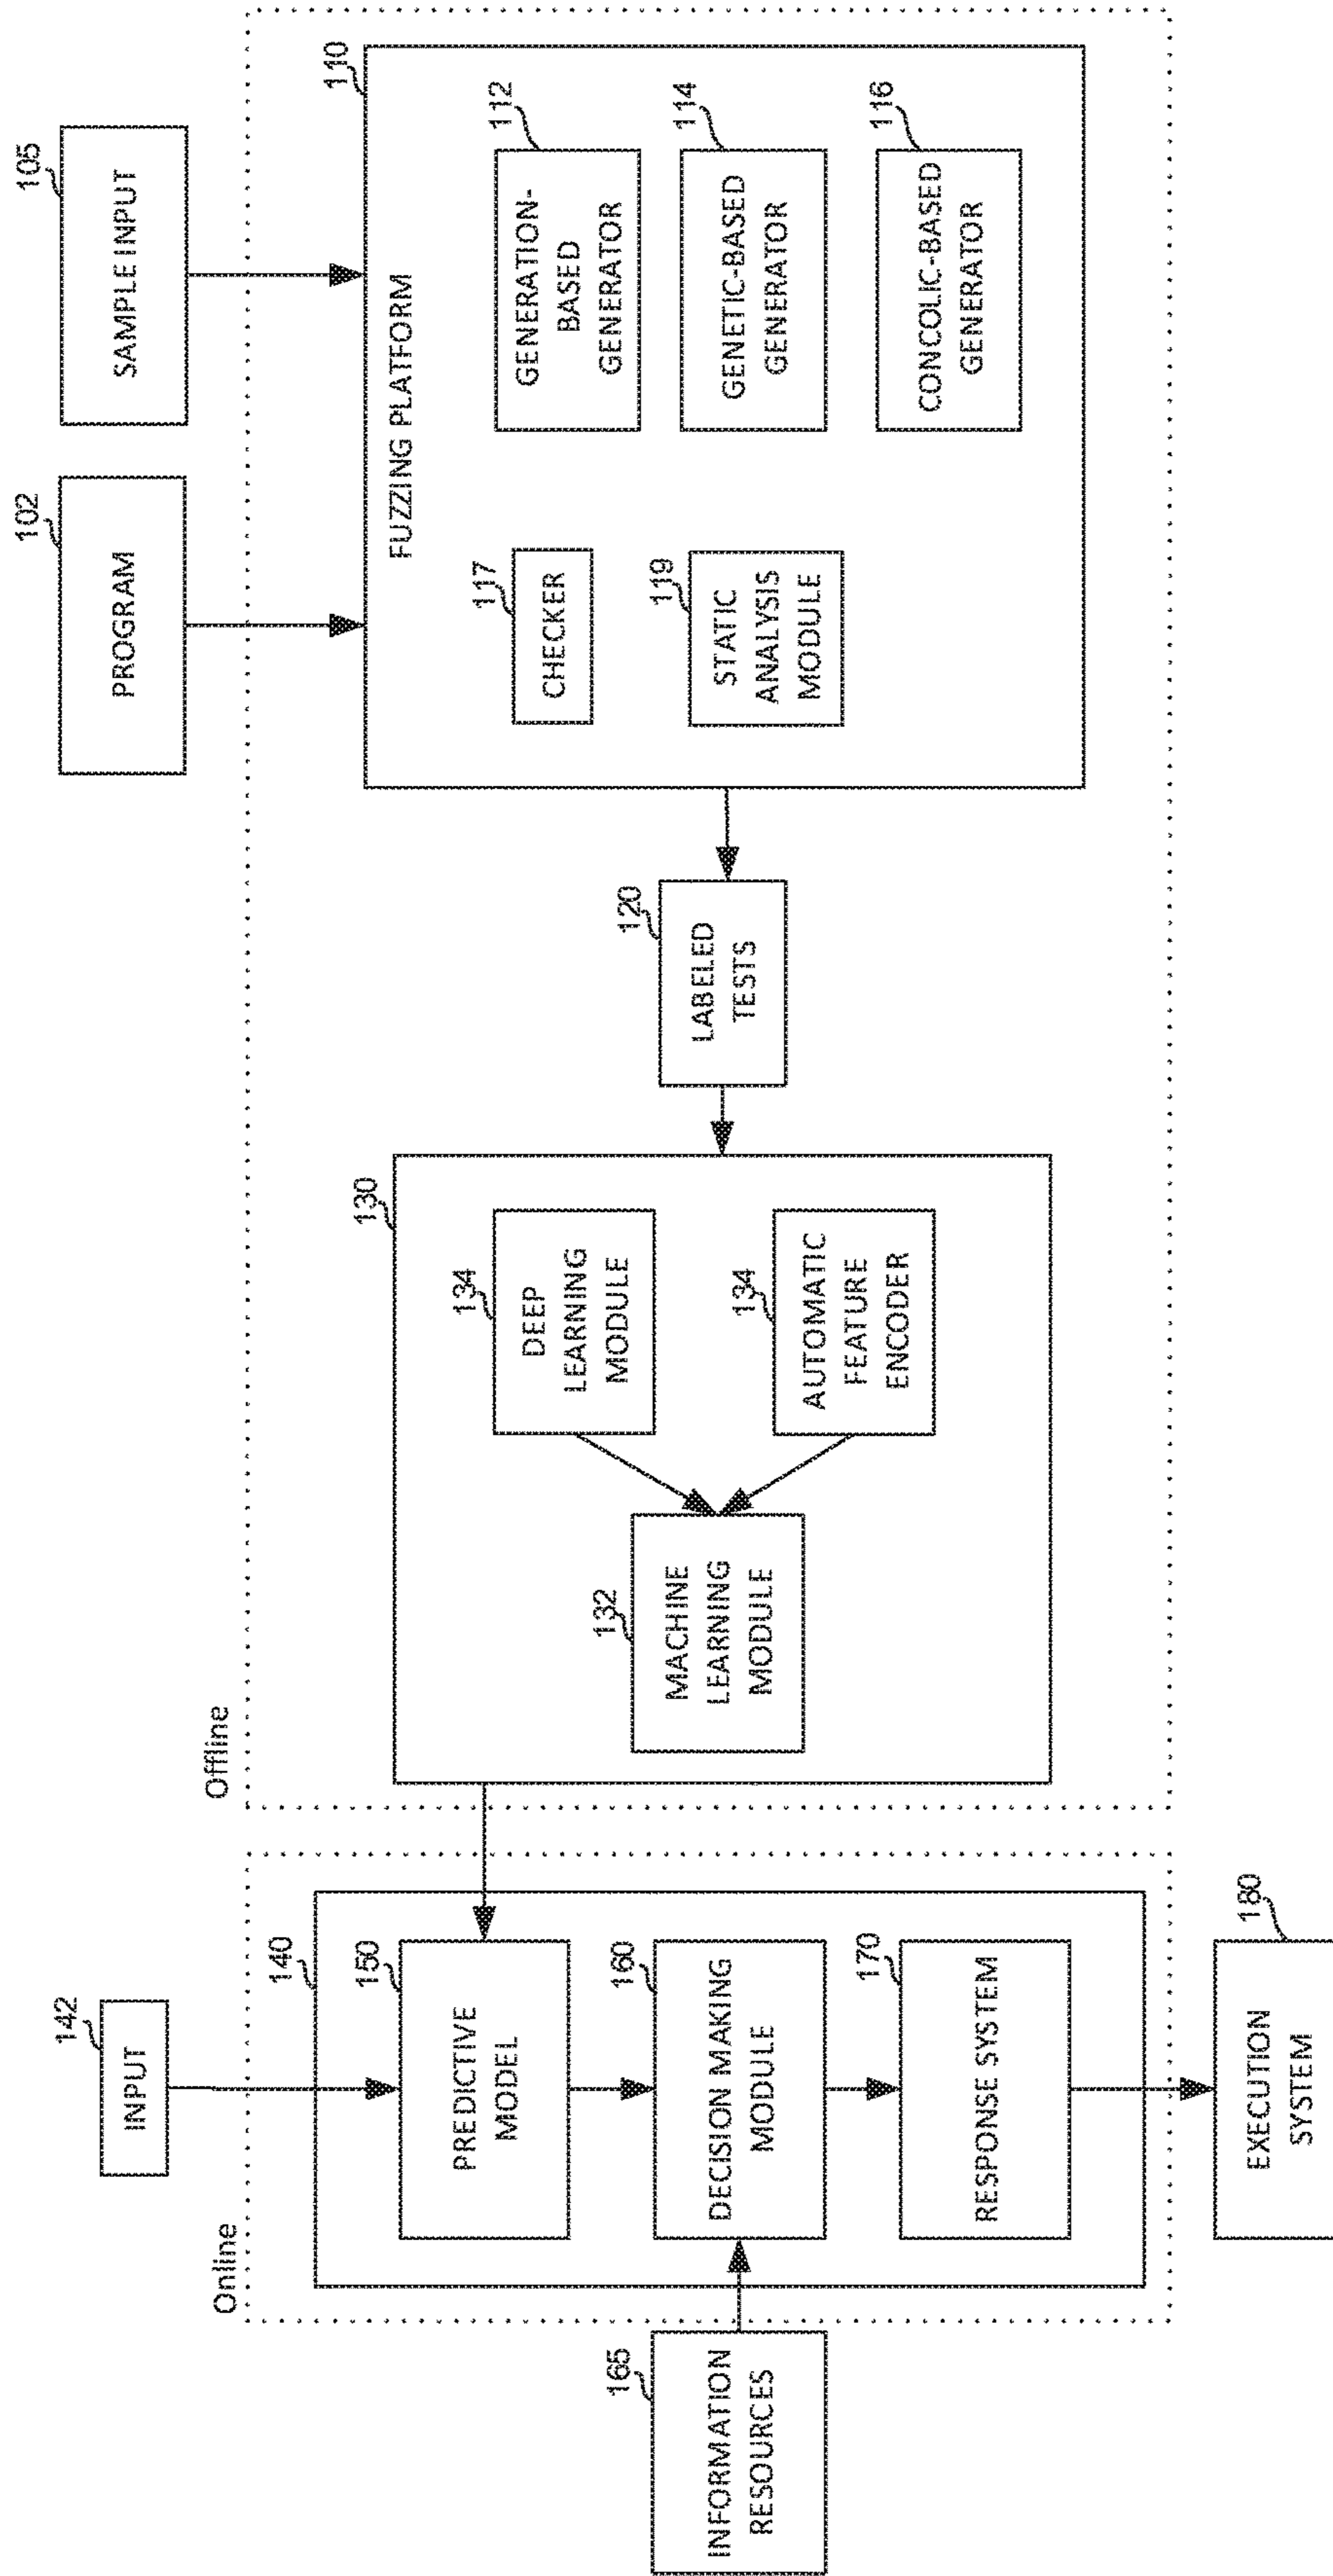 142
INPUT
Online
140
150
PREDICTIVE
MODEL
160
DECISION MAKING
MODULE
165
INFORMATION
RESOURCES
170
RESPONSE SYSTEM
180
EXECUTION
SYSTEM
Offline
130
132
MACHINE
LEARNING
MODULE
134
DEEP
LEARNING
MODULE
134
AUTOMATIC
FEATURE
ENCODER
120
LABELED
TESTS
102
PROGRAM
105
SAMPLE INPUT
110
FUZZING PLATFORM
117
CHECKER
119
STATIC
ANALYSIS
MODULE
112
GENERATION-
BASED
GENERATOR
114
GENETIC-BASED
GENERATOR
116
CONCOLIC-BASED
GENERATOR